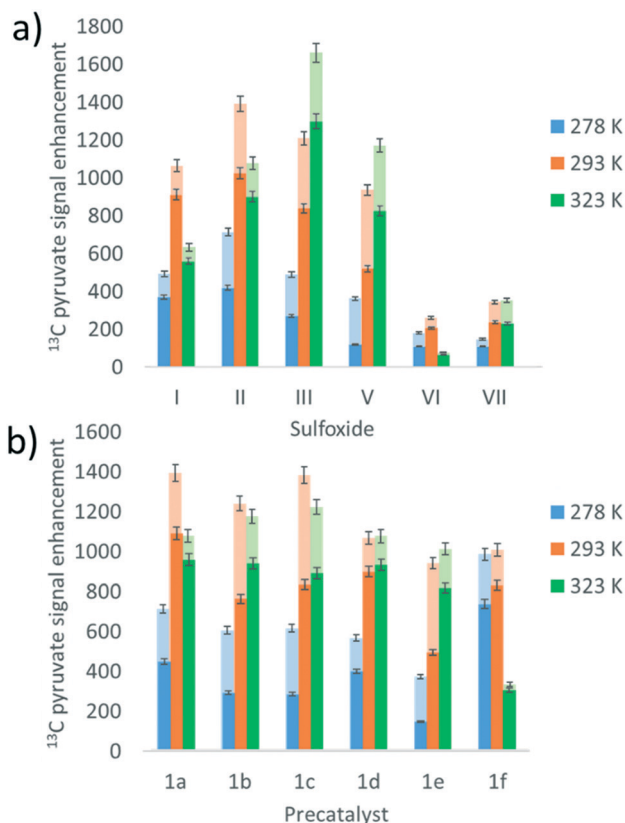 a)
¹³C pyruvate signal enhancement
1800
1600
1400
1200
1000
800
600
400
200
0
I II III V VI VII
Sulfoxide
278 K
293 K
323 K
b)
¹³C pyruvate signal enhancement
1600
1400
1200
1000
800
600
400
200
0
1a 1b 1c 1d 1e 1f
Precatalyst
278 K
293 K
323 K